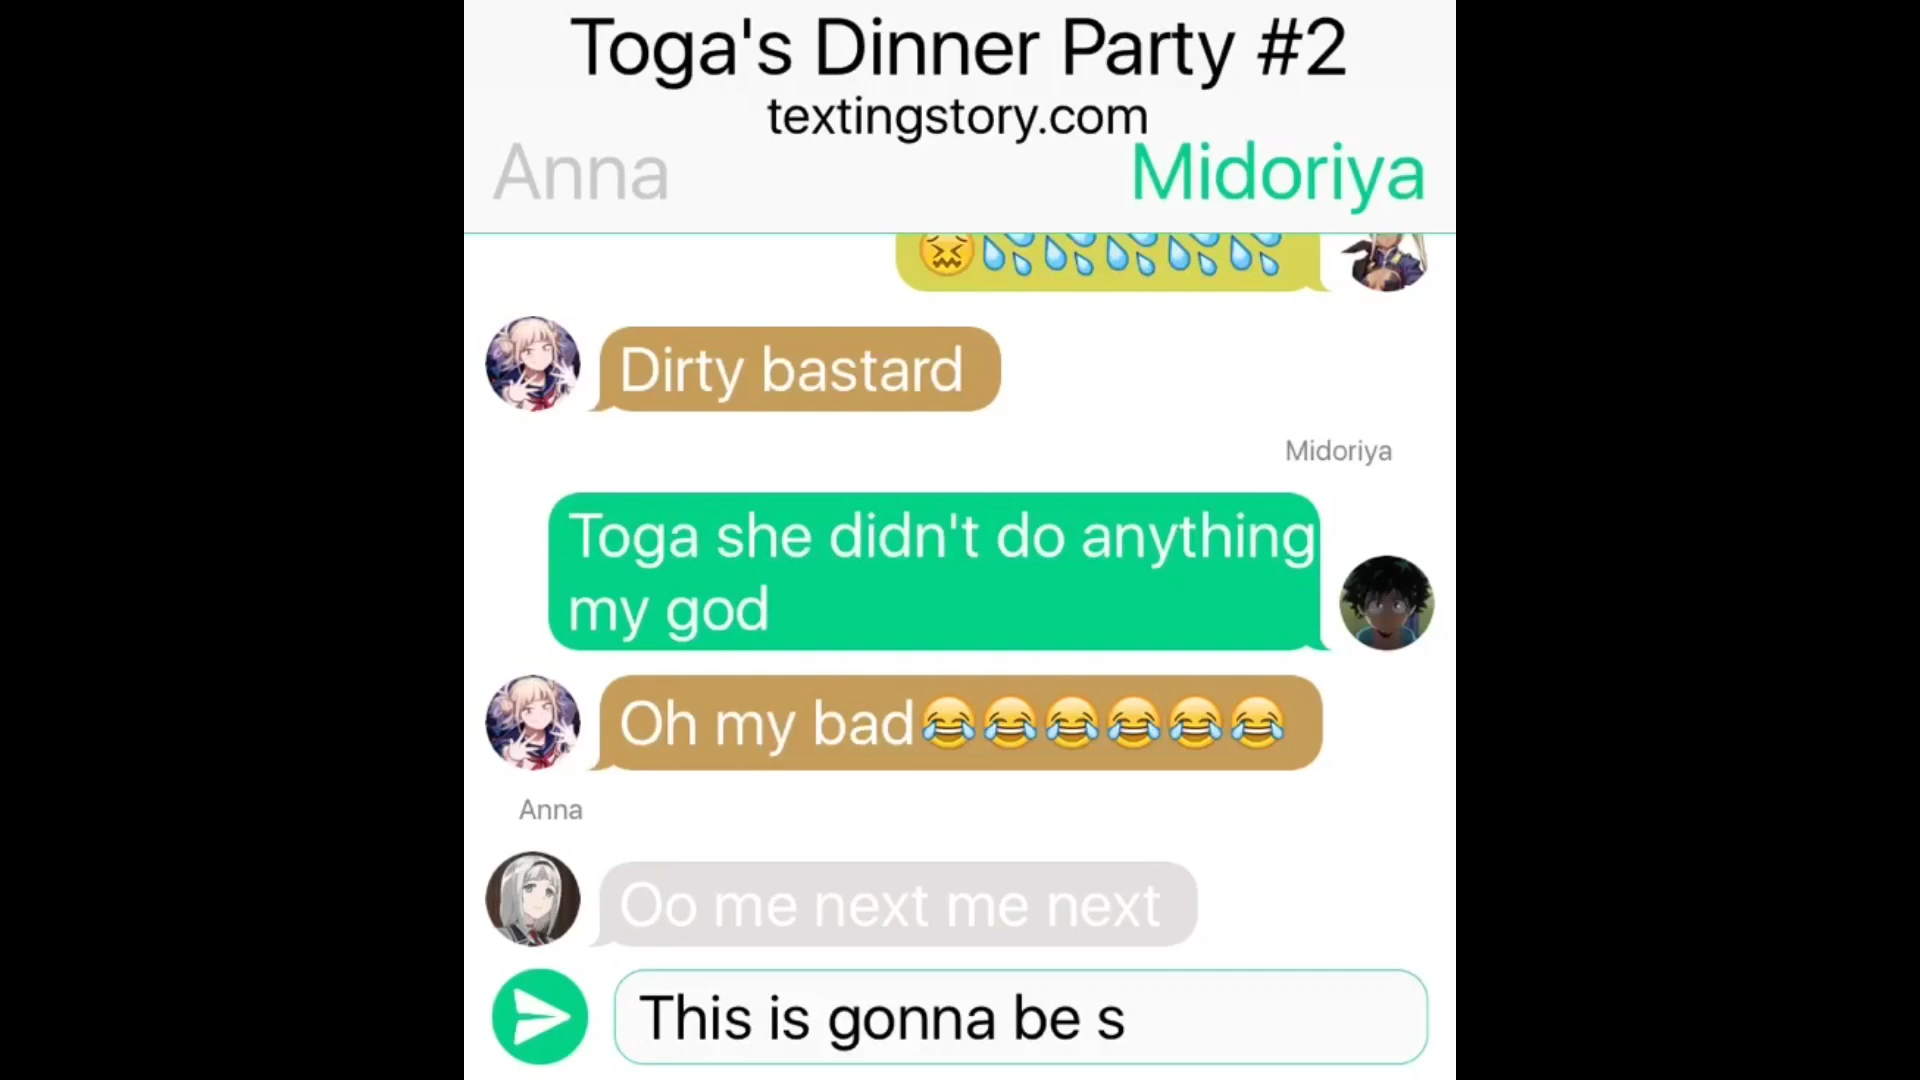 Toga's Dinner Party #2
textingstory.com
Anna
Midoriya
😖💦💦💦💦💦
Dirty bastard
Midoriya
Toga she didn't do anything
my god
Oh my bad😂😂😂😂😂😂
Anna
Oo me next me next
This is gonna be s